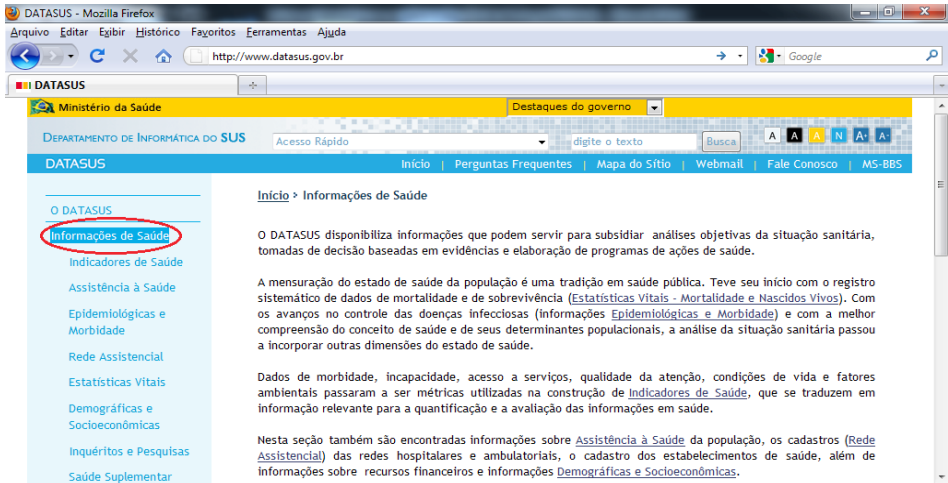 DATASUS - Mozilla Firefox
Arquivo Editar Exibir Histórico Favoritos Ferramentas Ajuda
http://www.datasus.gov.br
Google
DATASUS
Ministério da Saúde
Destaques do governo
DEPARTAMENTO DE INFORMÁTICA DO SUS
Acesso Rápido
digite o texto
Busca
A A A N A+ A-
DATASUS
Início | Perguntas Frequentes | Mapa do Sítio | Webmail | Fale Conosco | MS-BBS
O DATASUS
Informações de Saúde
Indicadores de Saúde
Assistência à Saúde
Epidemiológicas e
Morbidade
Rede Assistencial
Estatísticas Vitais
Demográficas e
Socioeconômicas
Inquéritos e Pesquisas
Saúde Suplementar
Início > Informações de Saúde
O DATASUS disponibiliza informações que podem servir para subsidiar análises objetivas da situação sanitária,
tomadas de decisão baseadas em evidências e elaboração de programas de ações de saúde.
A mensuração do estado de saúde da população é uma tradição em saúde pública. Teve seu início com o registro
sistemático de dados de mortalidade e de sobrevivência (Estatísticas Vitais - Mortalidade e Nascidos Vivos). Com
os avanços no controle das doenças infecciosas (informações Epidemiológicas e Morbidade) e com a melhor
compreensão do conceito de saúde e de seus determinantes populacionais, a análise da situação sanitária passou
a incorporar outras dimensões do estado de saúde.
Dados de morbidade, incapacidade, acesso a serviços, qualidade da atenção, condições de vida e fatores
ambientais passaram a ser métricas utilizadas na construção de Indicadores de Saúde, que se traduzem em
informação relevante para a quantificação e a avaliação das informações em saúde.
Nesta seção também são encontradas informações sobre Assistência à Saúde da população, os cadastros (Rede
Assistencial) das redes hospitalares e ambulatoriais, o cadastro dos estabelecimentos de saúde, além de
informações sobre recursos financeiros e informações Demográficas e Socioeconômicas.